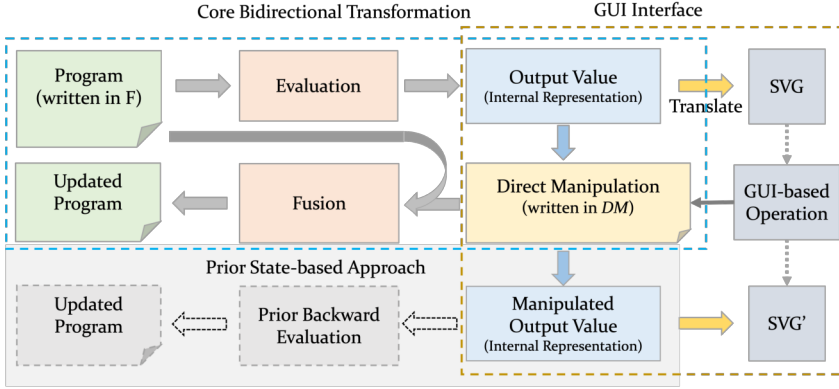 Core Bidirectional Transformation
GUI Interface
Program
(written in F)
Evaluation
Output Value
(Internal Representation)
Translate
SVG
Updated
Program
Fusion
Direct Manipulation
(written in DM)
GUI-based
Operation
Prior State-based Approach
Updated
Program
Prior Backward
Evaluation
Manipulated
Output Value
(Internal Representation)
SVG'